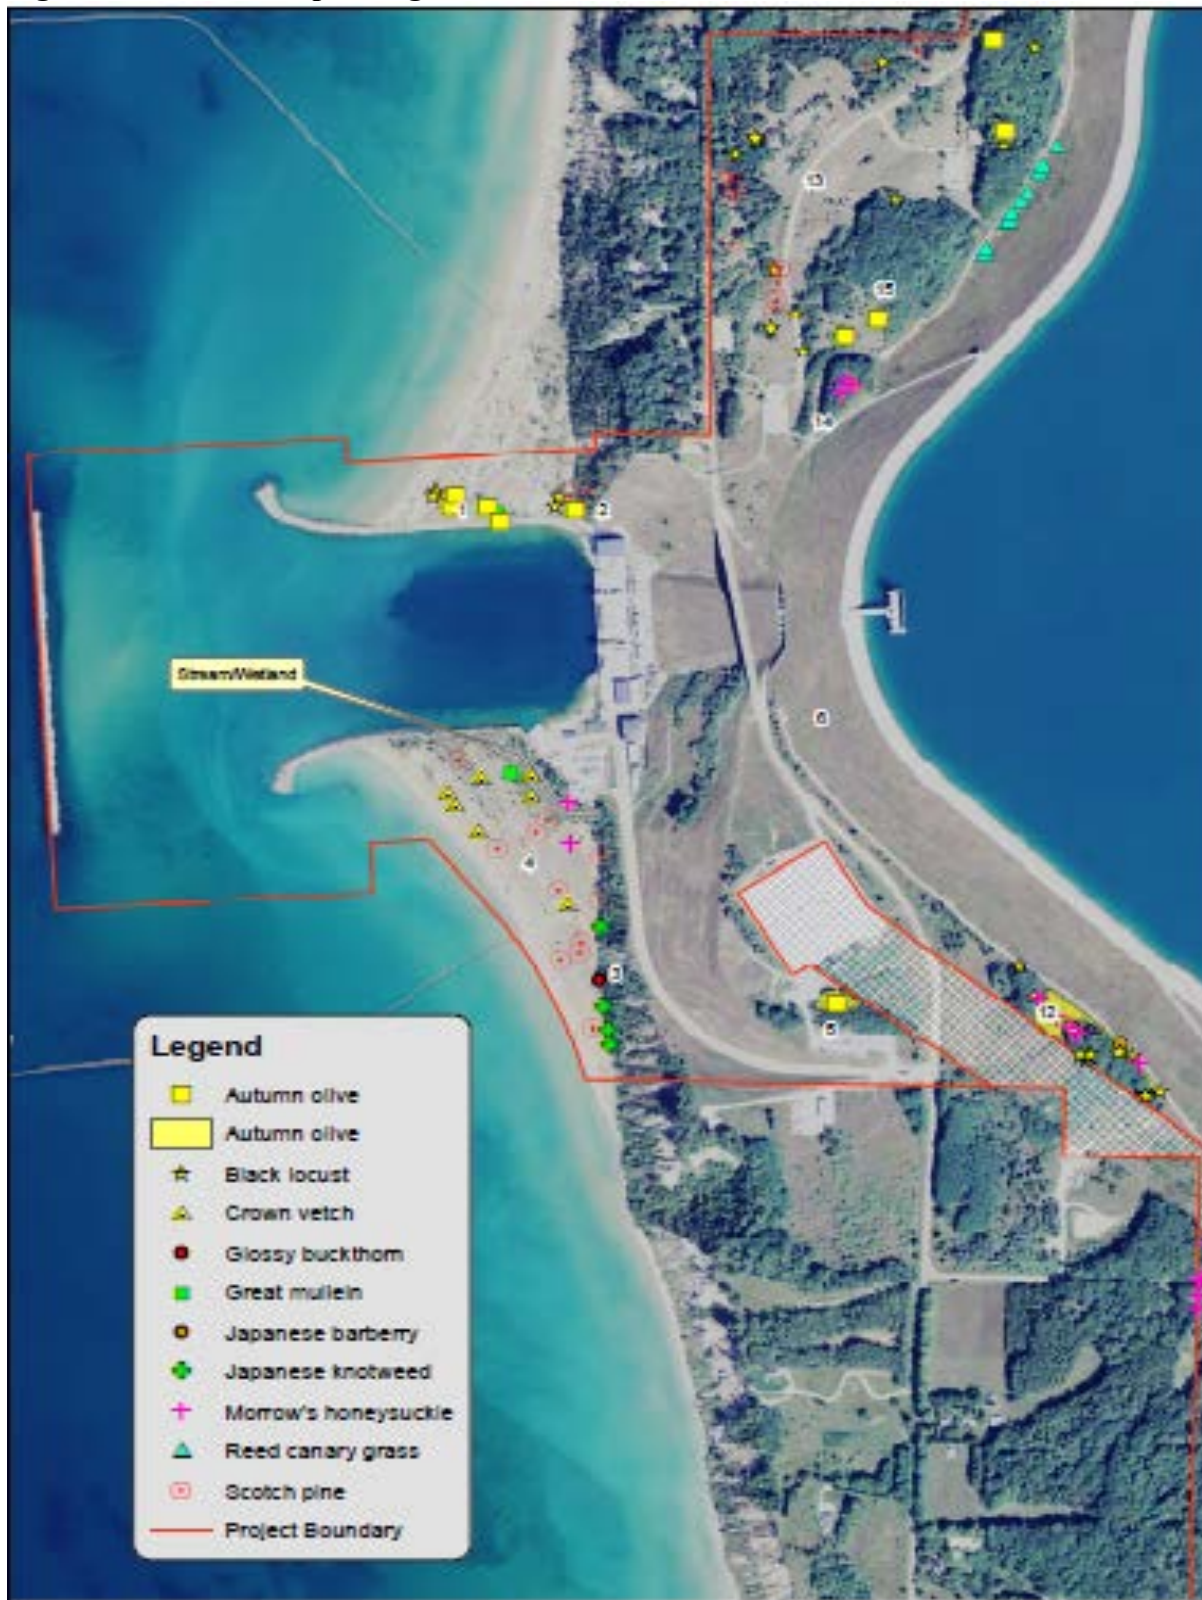 13
15
14
1
2
Stream/Wetland
6
4
3
12
5
Legend
Autumn olive
Autumn olive
Black locust
Crown vetch
Glossy buckthorn
Great mullein
Japanese barberry
Japanese knotweed
Morrow's honeysuckle
Reed canary grass
Scotch pine
Project Boundary